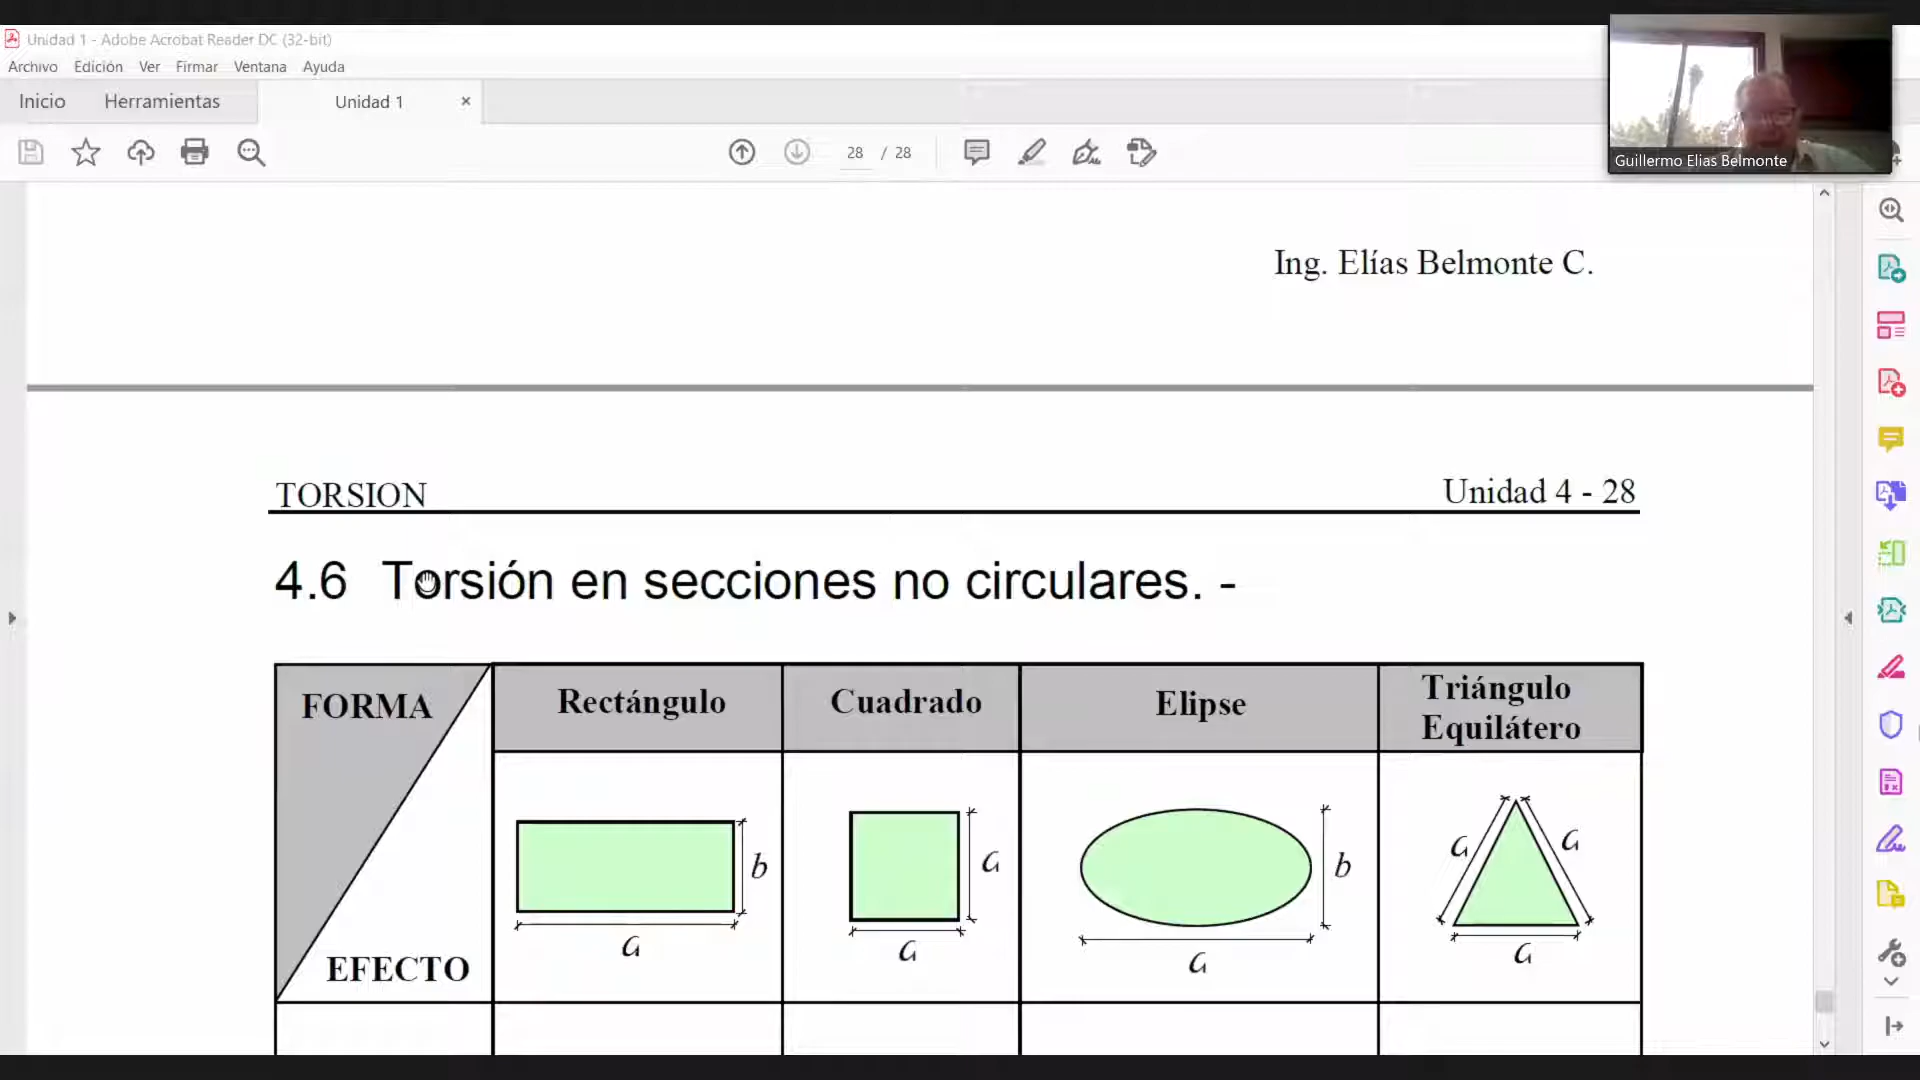 Unidad 1 - Adobe Acrobat Reader DC (32-bit)
Archivo Edición Ver Firmar Ventana Ayuda
Inicio Herramientas Unidad 1 ×
28 / 28
Guillermo Elias Belmonte
Ing. Elías Belmonte C.
TORSION Unidad 4 - 28
4.6 Torsión en secciones no circulares. -
FORMA Rectángulo Cuadrado Elipse Triángulo
Equilátero
b a b a a
a a a a
EFECTO